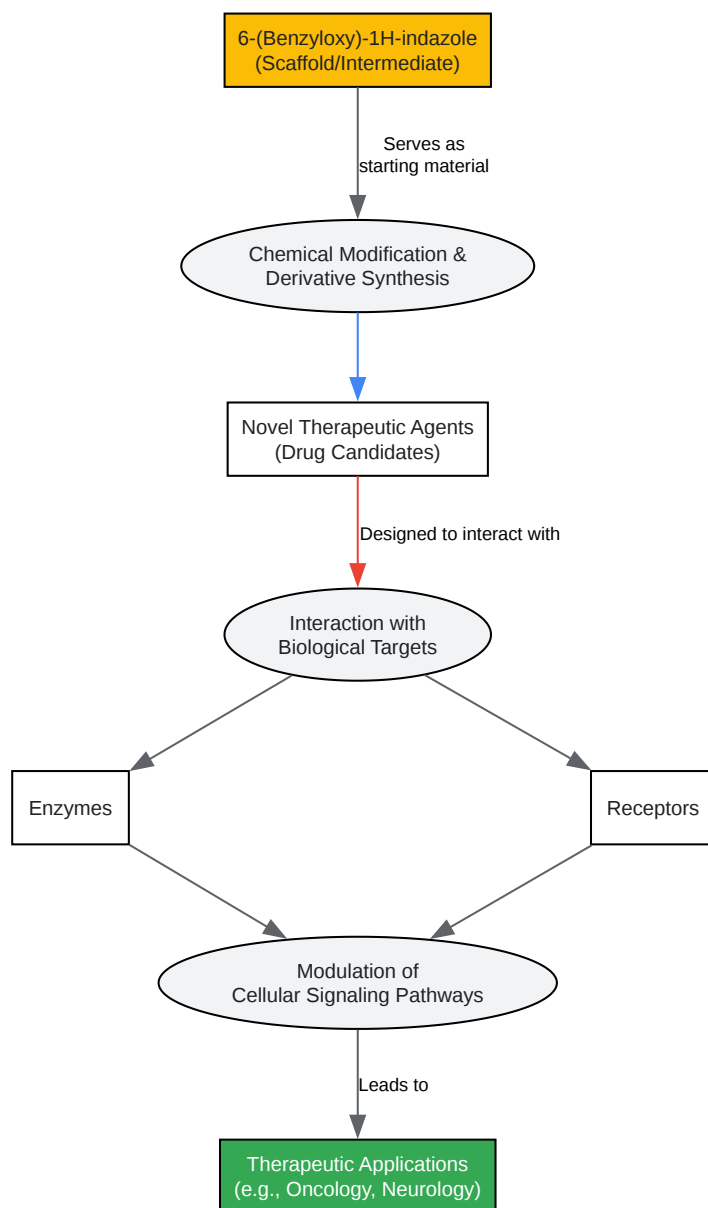 6-(Benzyloxy)-1H-indazole
(Scaffold/Intermediate)
Serves as
starting material
Chemical Modification &
Derivative Synthesis
Novel Therapeutic Agents
(Drug Candidates)
Designed to interact with
Interaction with
Biological Targets
Enzymes
Receptors
Modulation of
Cellular Signaling Pathways
Leads to
Therapeutic Applications
(e.g., Oncology, Neurology)